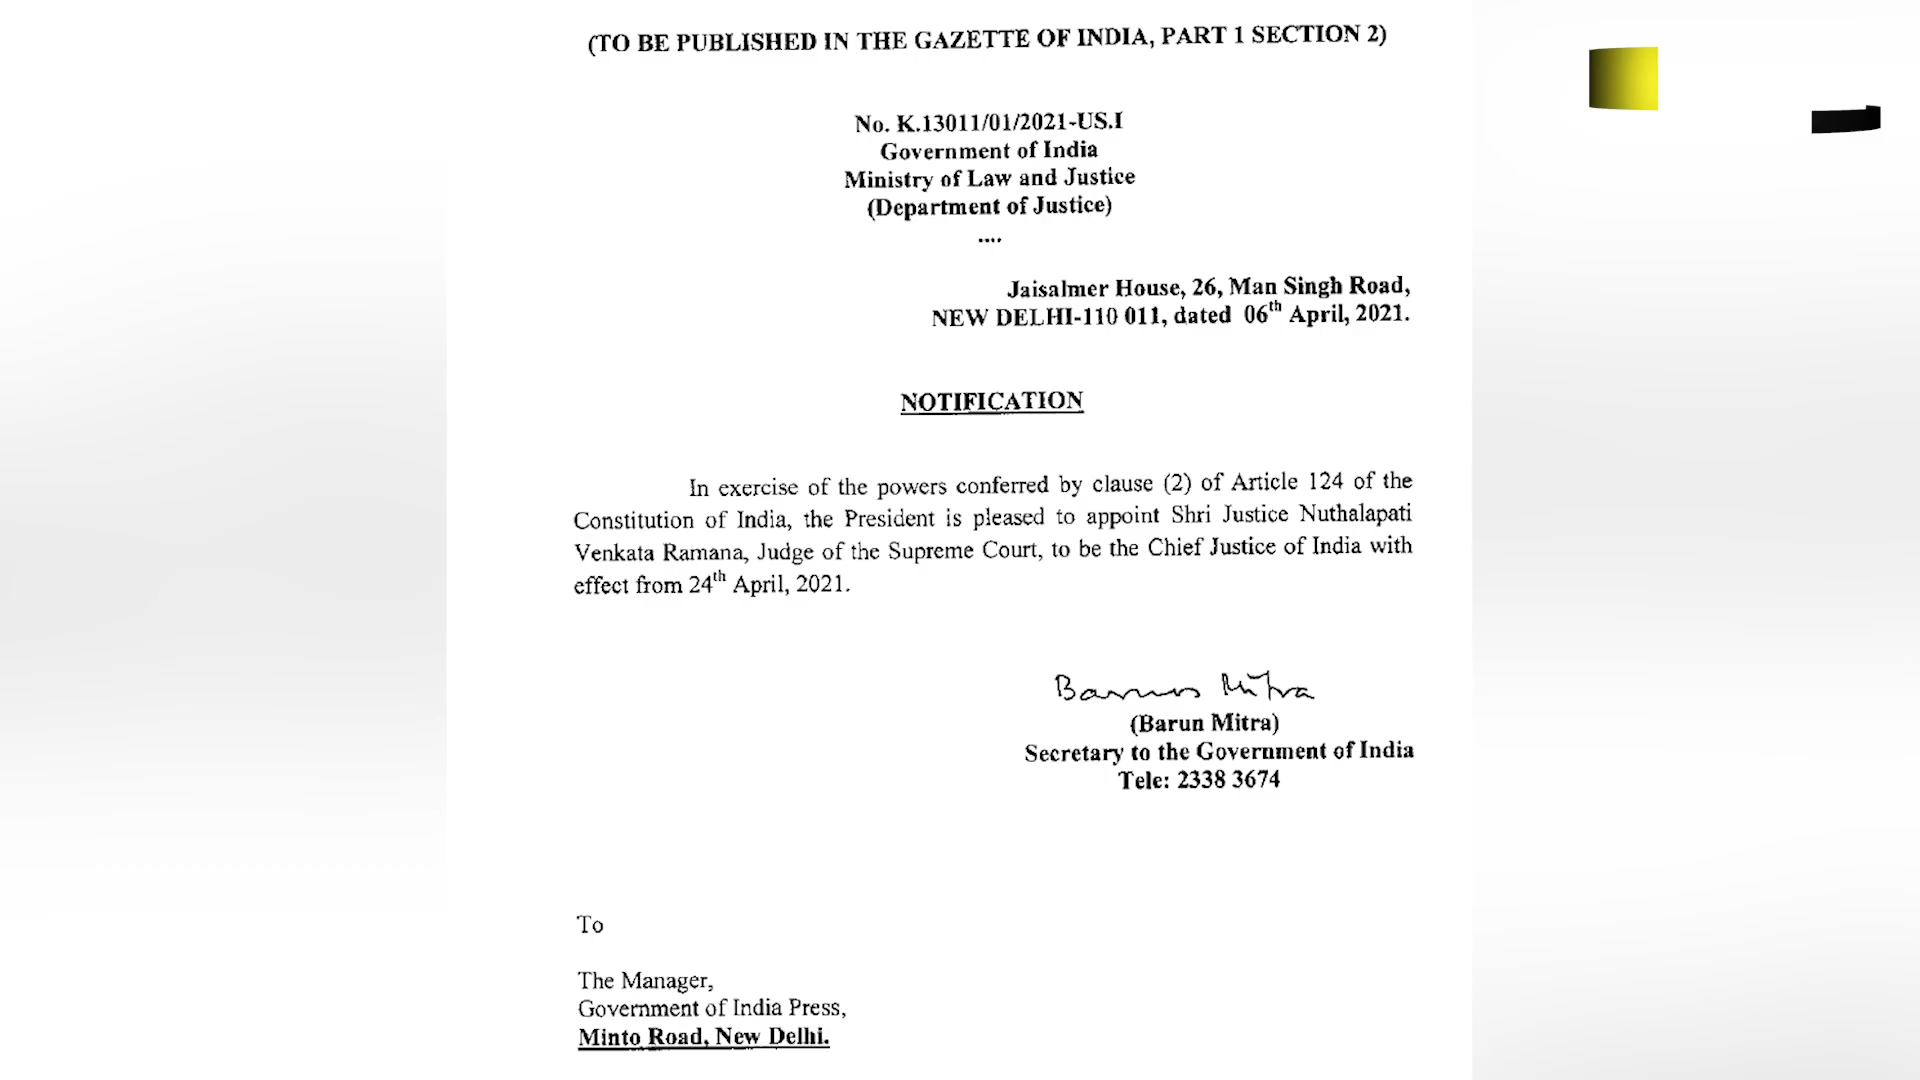 (TO BE PUBLISHED IN THE GAZETTE OF INDIA, PART 1 SECTION 2)
No. K.13011/01/2021-US.I
Government of India
Ministry of Law and Justice
(Department of Justice)
....
Jaisalmer House, 26, Man Singh Road,
NEW DELHI-110 011, dated 06th April, 2021.
NOTIFICATION
In exercise of the powers conferred by clause (2) of Article 124 of the
Constitution of India, the President is pleased to appoint Shri Justice Nuthalapati
Venkata Ramana, Judge of the Supreme Court, to be the Chief Justice of India with
effect from 24th April, 2021.
Barun Mitra
(Barun Mitra)
Secretary to the Government of India
Tele: 2338 3674
To
The Manager,
Government of India Press,
Minto Road, New Delhi.